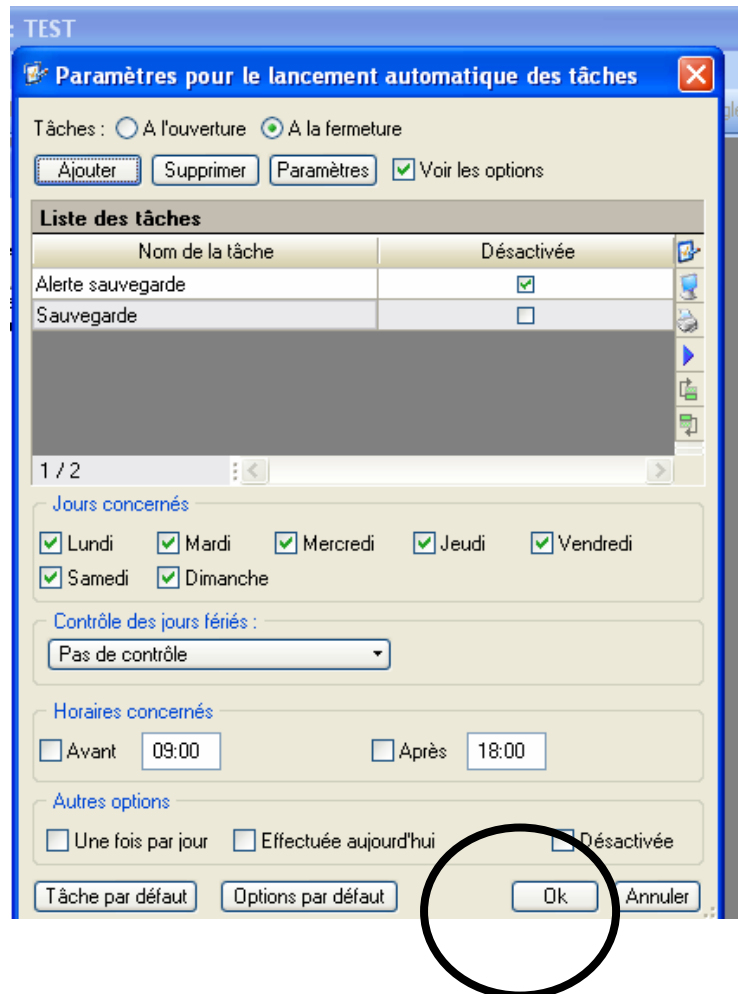 TEST
Paramètres pour le lancement automatique des tâches
Tâches : A l'ouverture A la fermeture
Ajouter Supprimer Paramètres Voir les options
Liste des tâches
Nom de la tâche Désactivée
Alerte sauvegarde
Sauvegarde
1 / 2
Jours concernés
Lundi Mardi Mercredi Jeudi Vendredi
Samedi Dimanche
Contrôle des jours fériés :
Pas de contrôle
Horaires concernés
Avant 09:00 Après 18:00
Autres options
Une fois par jour Effectuée aujourd'hui Désactivée
Tâche par défaut Options par défaut Ok Annuler